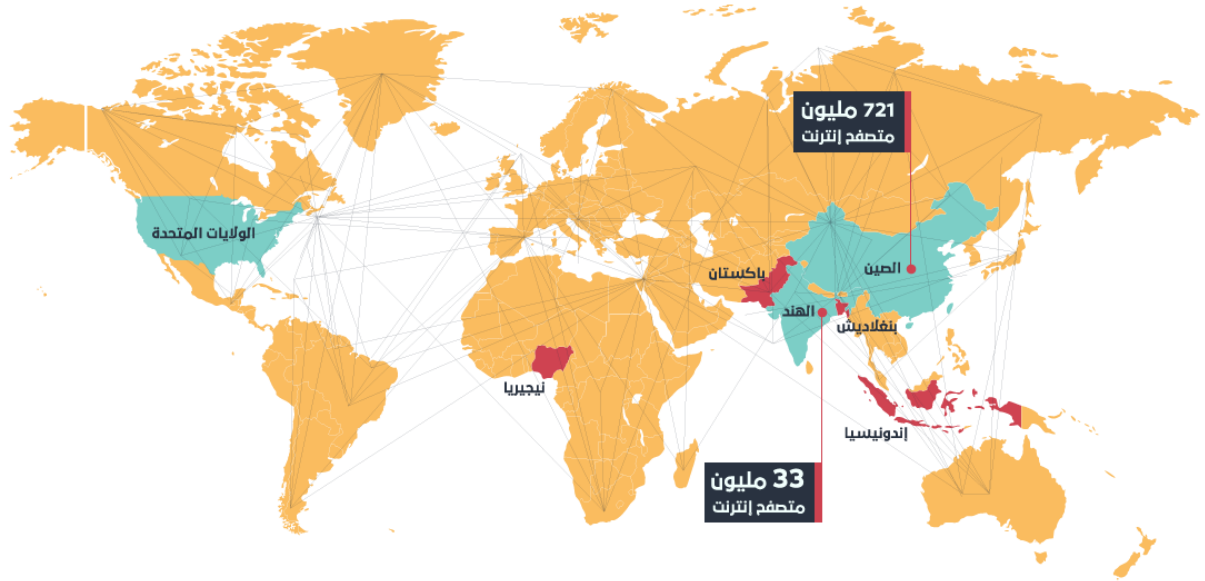 721 مليون
متصفح إنترنت
الولايات المتحدة
الصين
باكستان
الهند
بنغلاديش
نيجيريا
إندونيسيا
33 مليون
متصفح إنترنت